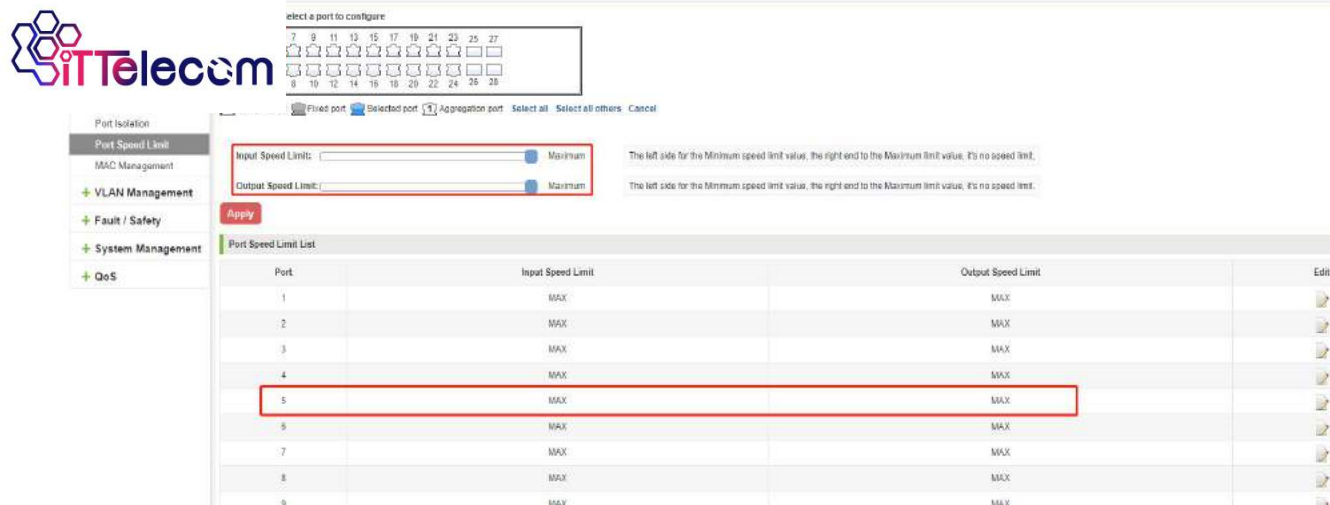 SiTTelecom
elect a port to configure
7 9 11 13 15 17 19 21 23 25 27
8 10 12 14 16 18 20 22 24 26 28
Fixed port Selected port 1 Aggregation port Select all Select all others Cancel
Port Isolation
Port Speed Limit
MAC Management
+ VLAN Management
+ Fault / Safety
+ System Management
+ QoS
Input Speed Limit: Maximum The left side for the Minimum speed limit value, the right end to the Maximum limit value, it's no speed limit.
Output Speed Limit: Maximum The left side for the Minimum speed limit value, the right end to the Maximum limit value, it's no speed limit.
Apply
Port Speed Limit List
Port Input Speed Limit Output Speed Limit Edit
1 MAX MAX
2 MAX MAX
3 MAX MAX
4 MAX MAX
5 MAX MAX
6 MAX MAX
7 MAX MAX
8 MAX MAX
9 MAX MAX